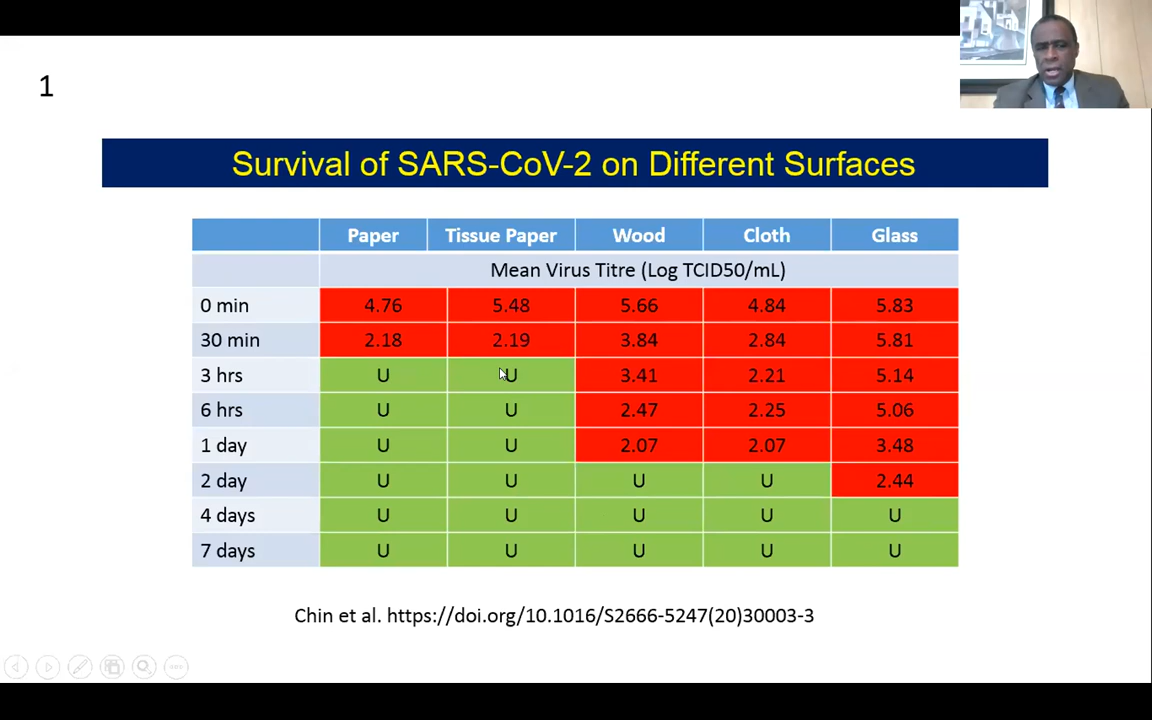 1
Survival of SARS-CoV-2 on Different Surfaces
Paper Tissue Paper Wood Cloth Glass
Mean Virus Titre (Log TCID50/mL)
0 min 4.76 5.48 5.66 4.84 5.83
30 min 2.18 2.19 3.84 2.84 5.81
3 hrs U U 3.41 2.21 5.14
6 hrs U U 2.47 2.25 5.06
1 day U U 2.07 2.07 3.48
2 day U U U U 2.44
4 days U U U U U
7 days U U U U U
Chin et al. https://doi.org/10.1016/S2666-5247(20)30003-3